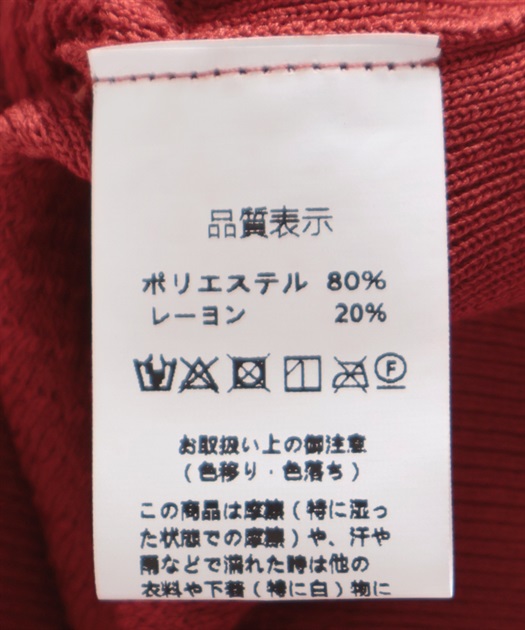 品質表示
ポリエステル 80%
レーヨン 20%
F
お取扱い上の御注意
(色移り・色落ち)
この商品は摩擦(特に湿っ
た状態での摩擦)や、汗や
雨などで濡れた時は他の
衣料や下着(特に白)物に